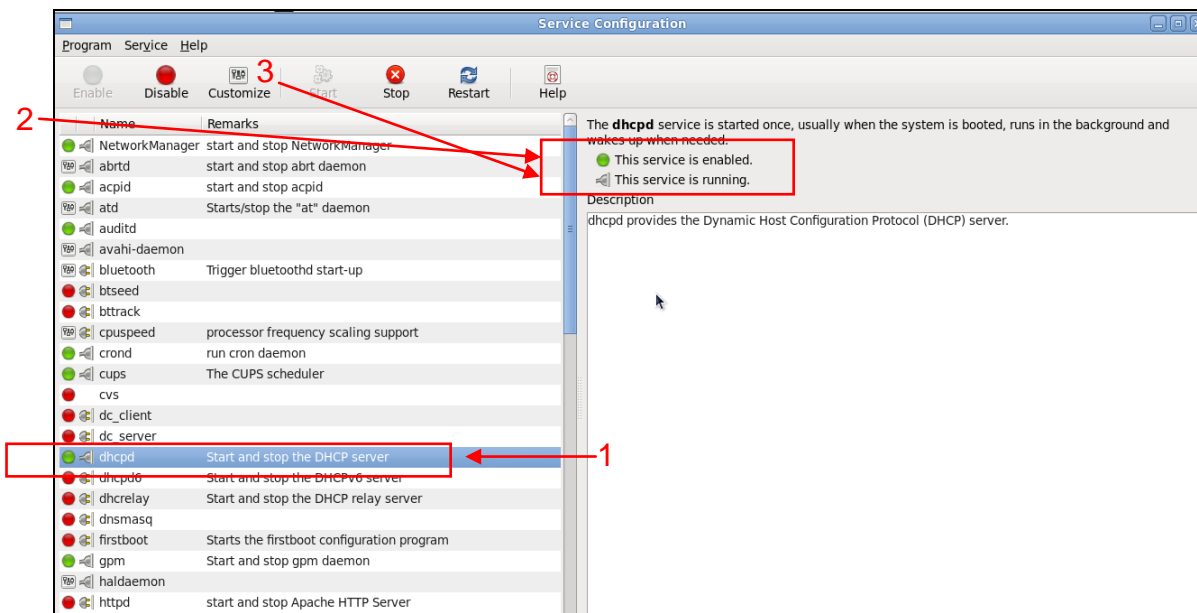 Service Configuration
Program Service Help
Enable Disable Customize Start Stop Restart Help
3
2
1
Name Remarks
NetworkManager start and stop NetworkManager
abrtd start and stop abrt daemon
acpid start and stop acpid
atd Starts/stop the "at" daemon
auditd
avahi-daemon
bluetooth Trigger bluetoothd start-up
btseed
bttrack
cpuspeed processor frequency scaling support
crond run cron daemon
cups The CUPS scheduler
cvs
dc_client
dc_server
dhcpd Start and stop the DHCP server
dhcpd6 Start and stop the DHCPv6 server
dhcrelay Start and stop the DHCP relay server
dnsmasq
firstboot Starts the firstboot configuration program
gpm Start and stop gpm daemon
haldaemon
httpd start and stop Apache HTTP Server
The dhcpd service is started once, usually when the system is booted, runs in the background and
wakes up when needed.
This service is enabled.
This service is running.
Description
dhcpd provides the Dynamic Host Configuration Protocol (DHCP) server.